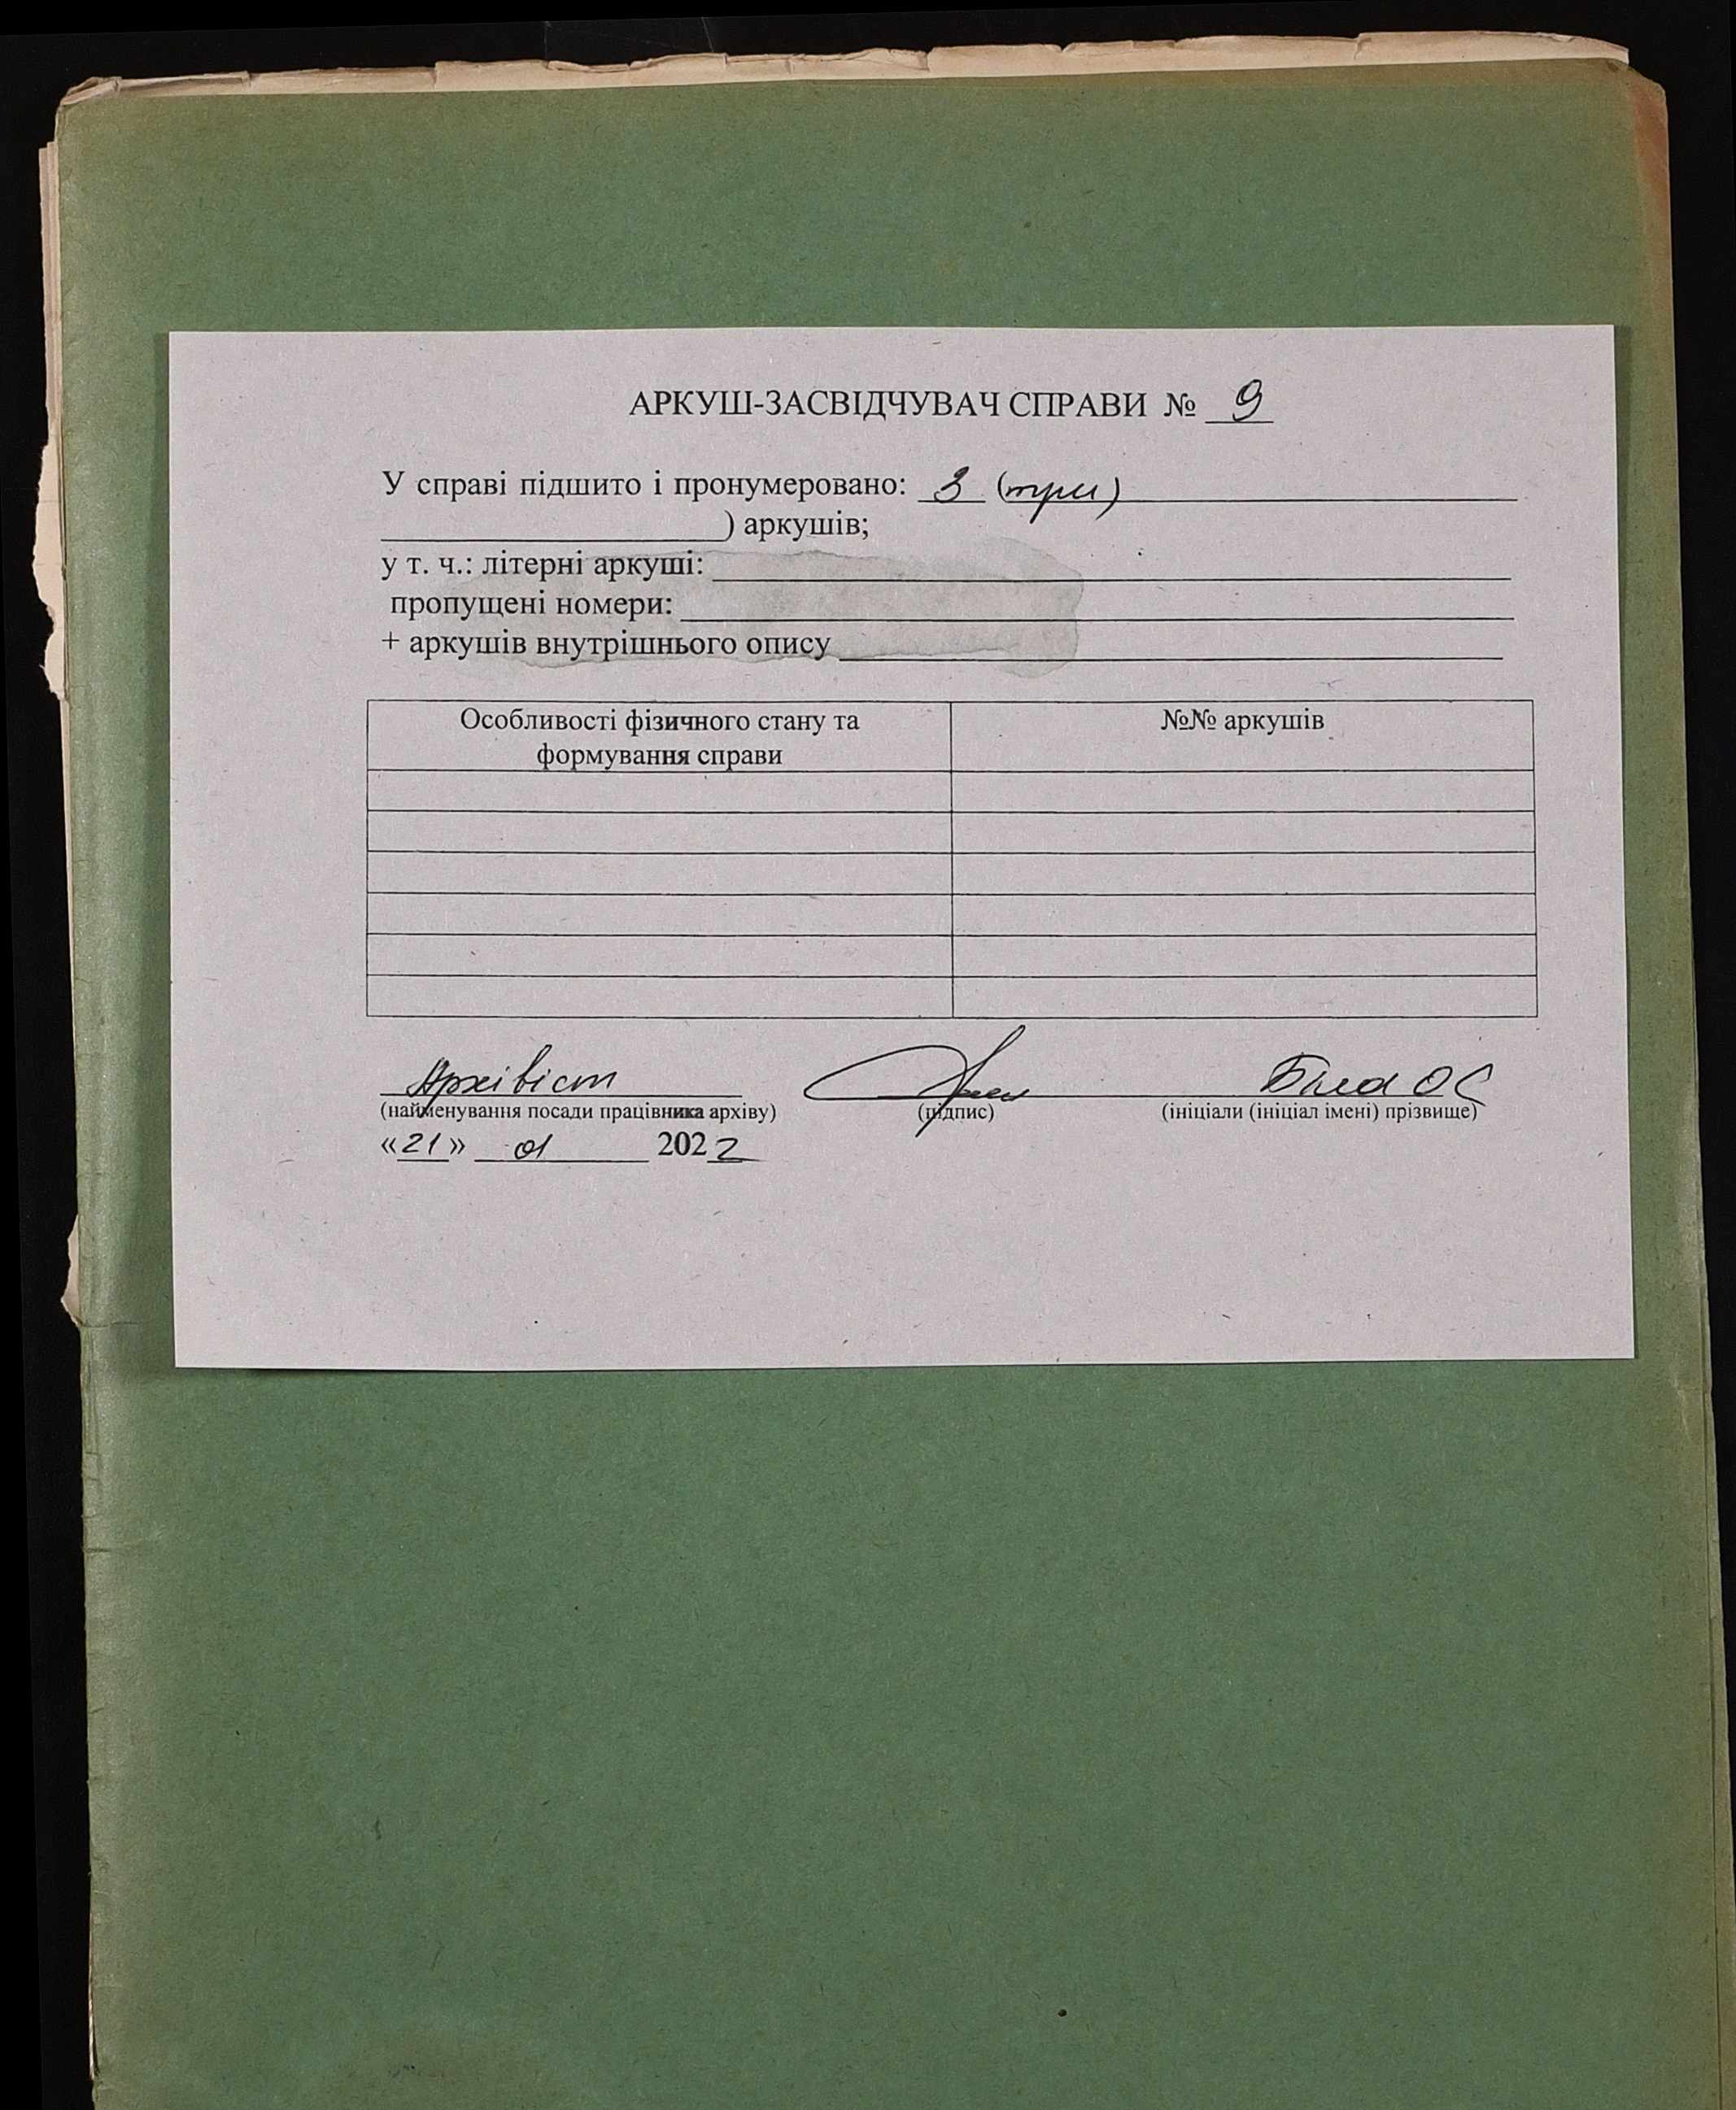 АРКУШ-ЗАСВІДЧУВАЧ СПРАВИ № 9
У справі підшито і пронумеровано: 3 (три)
) аркушів;
у т. ч.: літерні аркуші:
пропущені номери:
+ аркушів внутрішнього опису
Особливості фізичного стану та формування справи
№№ аркушів
Архівіст
Біла ОС
(найменування посади працівника архіву) (підпис) (ініціали (ініціал імені) прізвище)
«21» 01 2022